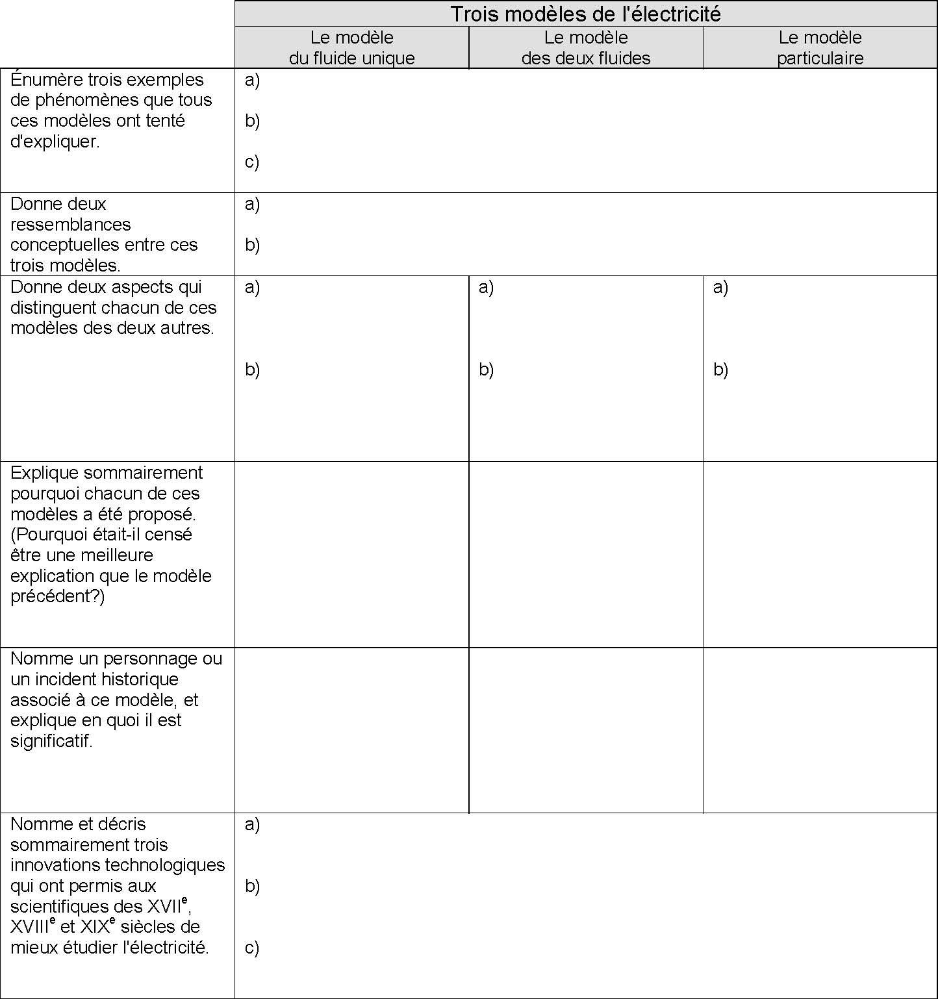 Trois modèles de l'électricité
Le modèle
du fluide unique
Le modèle
des deux fluides
Le modèle
particulaire
Énumère trois exemples
de phénomènes que tous
ces modèles ont tenté
d'expliquer.
a)
b)
c)
Donne deux
ressemblances
conceptuelles entre ces
trois modèles.
a)
b)
Donne deux aspects qui
distinguent chacun de ces
modèles des deux autres.
a)
b)
a)
b)
a)
b)
Explique sommairement
pourquoi chacun de ces
modèles a été proposé.
(Pourquoi était-il censé
être une meilleure
explication que le modèle
précédent?)
Nomme un personnage ou
un incident historique
associé à ce modèle, et
explique en quoi il est
significatif.
Nomme et décris
sommairement trois
innovations technologiques
qui ont permis aux
scientifiques des XVIIe,
XVIIIe et XIXe siècles de
mieux étudier l'électricité.
a)
b)
c)